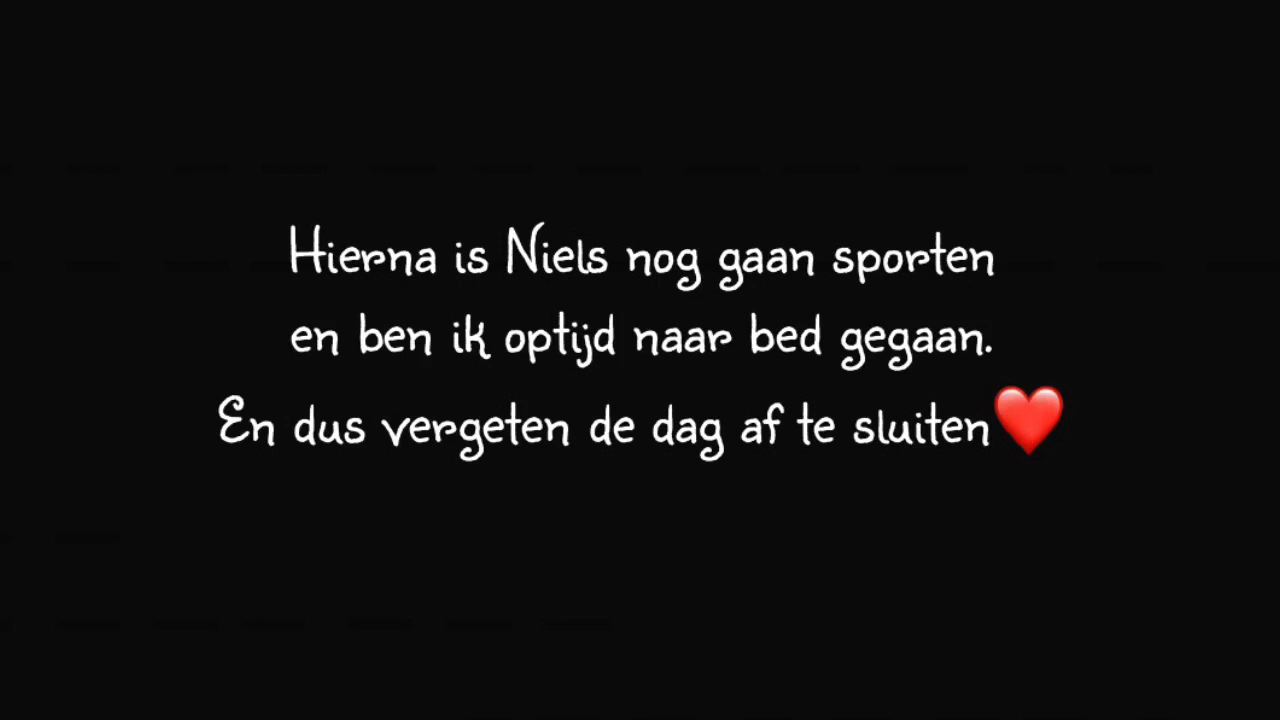 Hierna is Niels nog gaan sporten
en ben ik optijd naar bed gegaan.
En dus vergeten de dag af te sluiten❤️